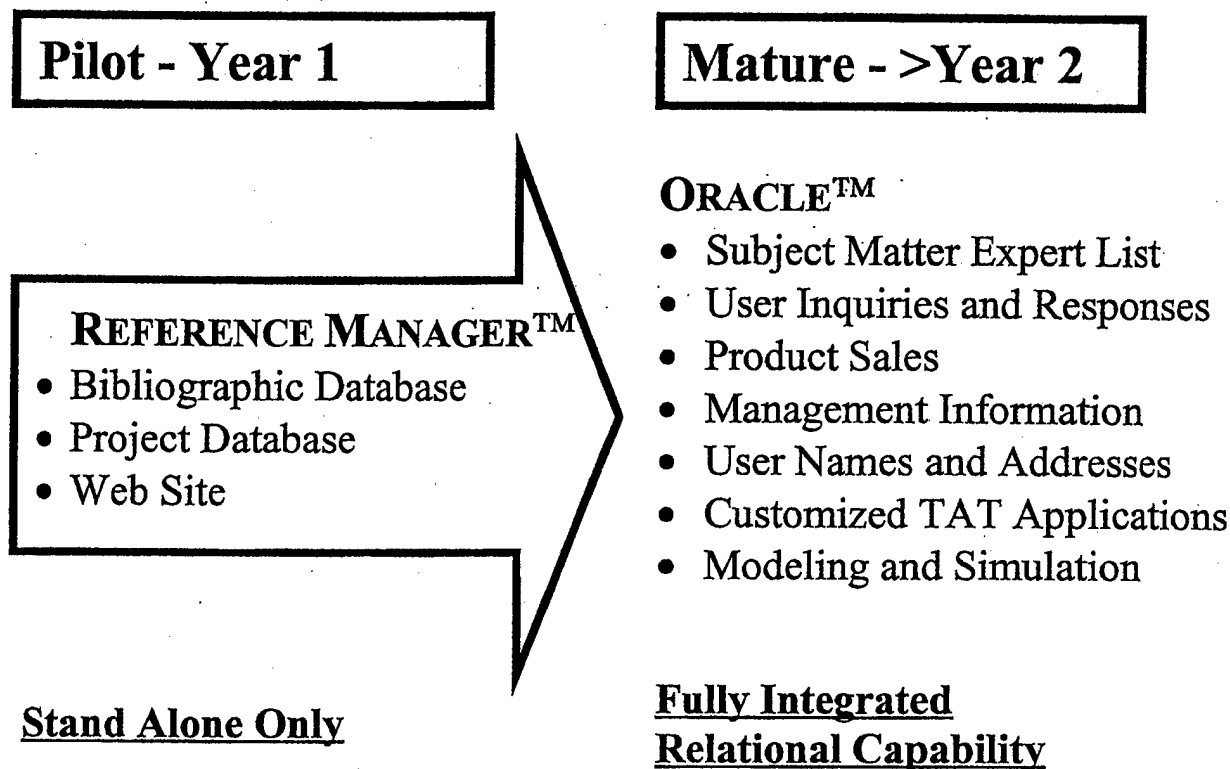 Pilot - Year 1
REFERENCE MANAGER™
• Bibliographic Database
• Project Database
• Web Site
Stand Alone Only
Mature - >Year 2
ORACLE™
• Subject Matter Expert List
• User Inquiries and Responses
• Product Sales
• Management Information
• User Names and Addresses
• Customized TAT Applications
• Modeling and Simulation
Fully Integrated
Relational Capability